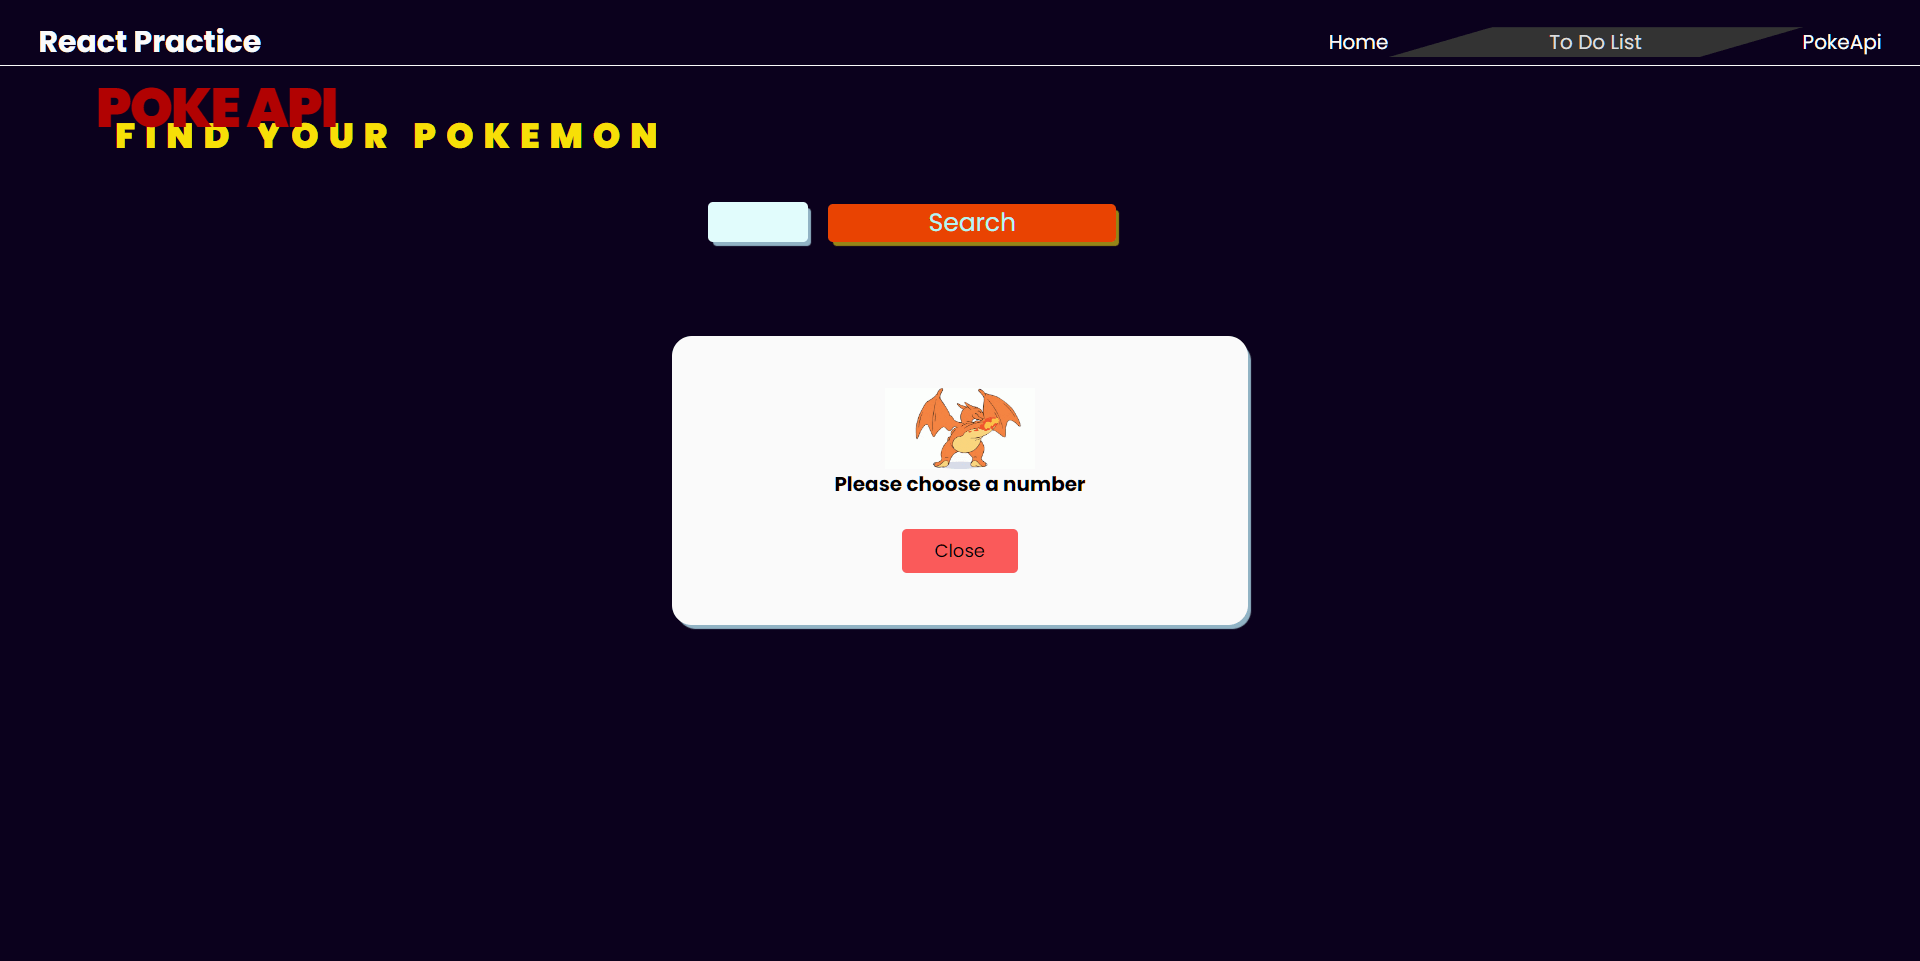 React Practice
Home To Do List PokeApi
POKE API
FIND YOUR POKEMON
Search
Please choose a number
Close